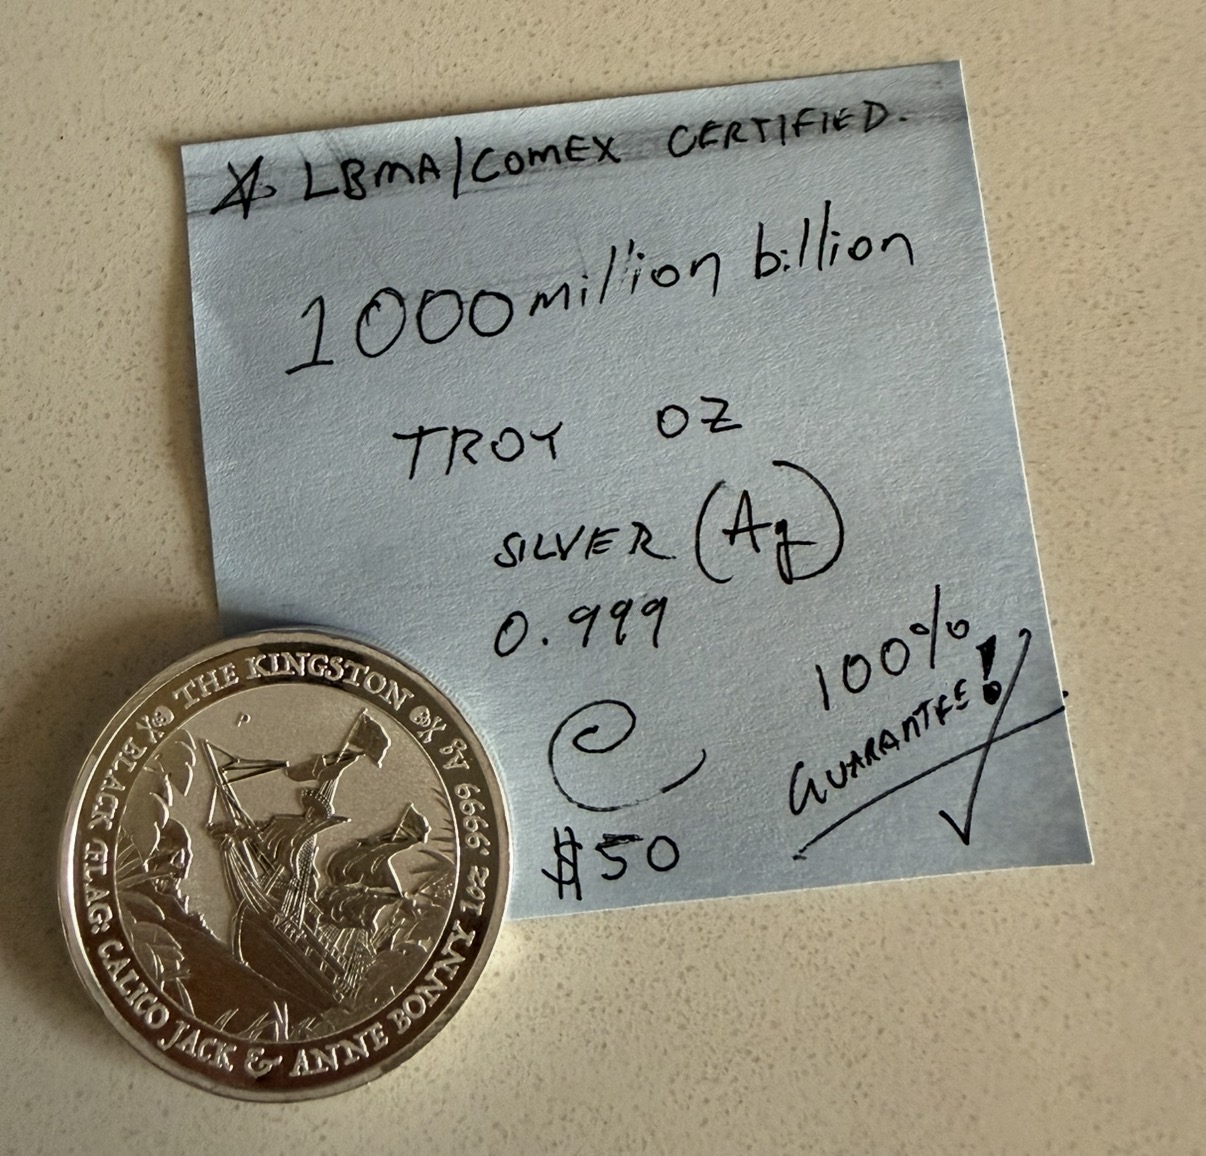 ☆ LBMA/COMEX CERTIFIED.
1000 million billion
TROY OZ
SILVER (Ag)
0.999
@
$50
100%
GUARANTEE! ✓
THE KINGSTON
BLACK FLAG: CALICO JACK & ANNE BONNY 1oz .9999 Ag
P